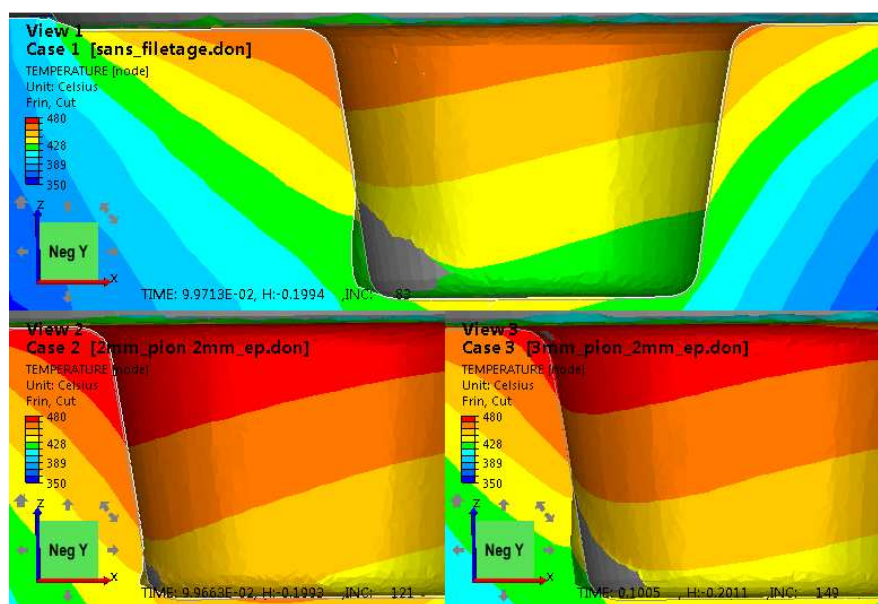 View 1
Case 1 [sans_filetage.don]
TEMPERATURE [node]
Unit: Celsius
Frin, Cut
480
428
389
350
Z
Neg Y
X
TIME: 9.9713E-02, H:-0.1994 ,INC: 83
View 2
Case 2 [2mm_pion 2mm_ep.don]
TEMPERATURE [node]
Unit: Celsius
Frin, Cut
480
428
389
350
Z
Neg Y
X
TIME: 9.9663E-02, H:-0.1993 ,INC: 121
View 3
Case 3 [3mm_pion_2mm_ep.don]
TEMPERATURE [node]
Unit: Celsius
Frin, Cut
480
428
389
350
Z
Neg Y
X
TIME: 0.1005 , H:-0.2011 ,INC: 149